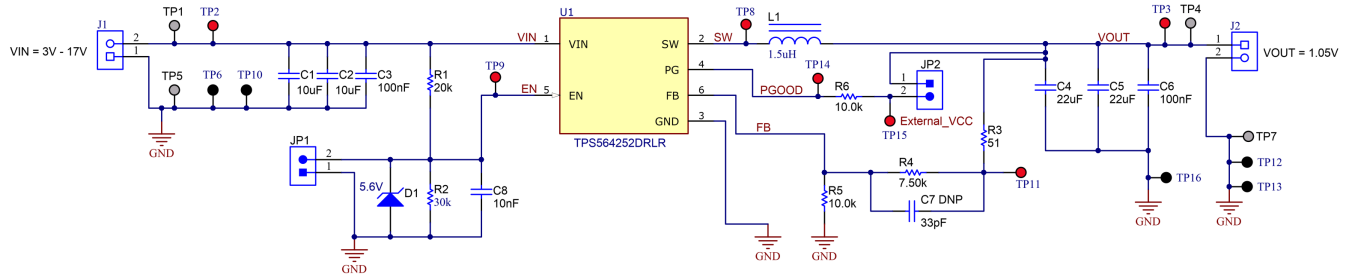 J1
VIN = 3V - 17V
2
1
TP1
TP2
TP5
TP6
TP10
GND
C1
10uF
C2
10uF
C3
100nF
R1
20k
VIN
1
EN
5
TP9
U1
VIN
EN
SW
PG
FB
GND
TPS564252DRLR
2
4
6
3
SW
TP8
L1
1.5uH
PGOOD
TP14
R6
10.0k
TP15
External_VCC
JP2
1
2
FB
R3
51
R4
7.50k
TP11
R5
10.0k
C7 DNP
33pF
GND
GND
VOUT
C4
22uF
C5
22uF
C6
100nF
TP16
GND
TP3
TP4
J2
1
2
VOUT = 1.05V
TP7
TP12
TP13
GND
JP1
2
1
5.6V
D1
R2
30k
C8
10nF
GND